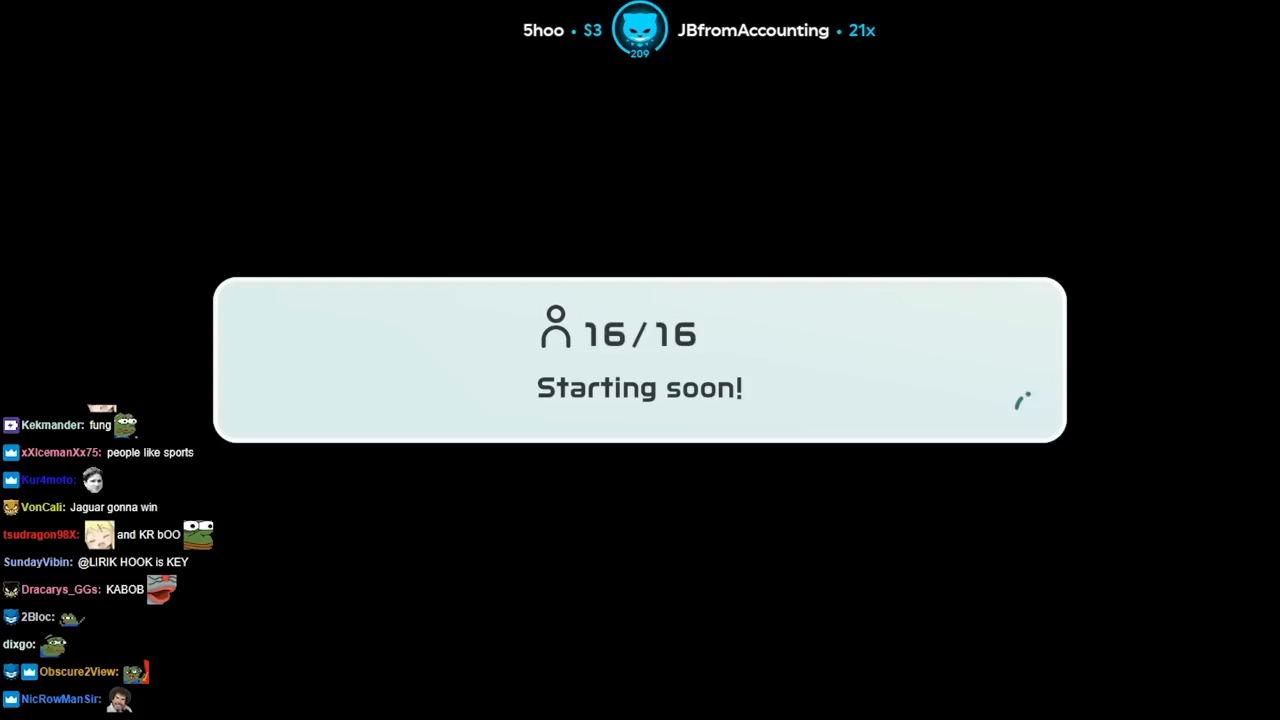 5hoo • $3
209
JBfromAccounting • 21x
16/16
Starting soon!
Kekmander: fung
xXIcemanXx75: people like sports
Kur4moto:
VonCali: Jaguar gonna win
tsudragon98X: and KR bOO
SundayVibin: @LIRIK HOOK is KEY
Dracarys_GGs: KABOB
2Bloc:
dixgo:
Obscure2View:
NicRowManSir: